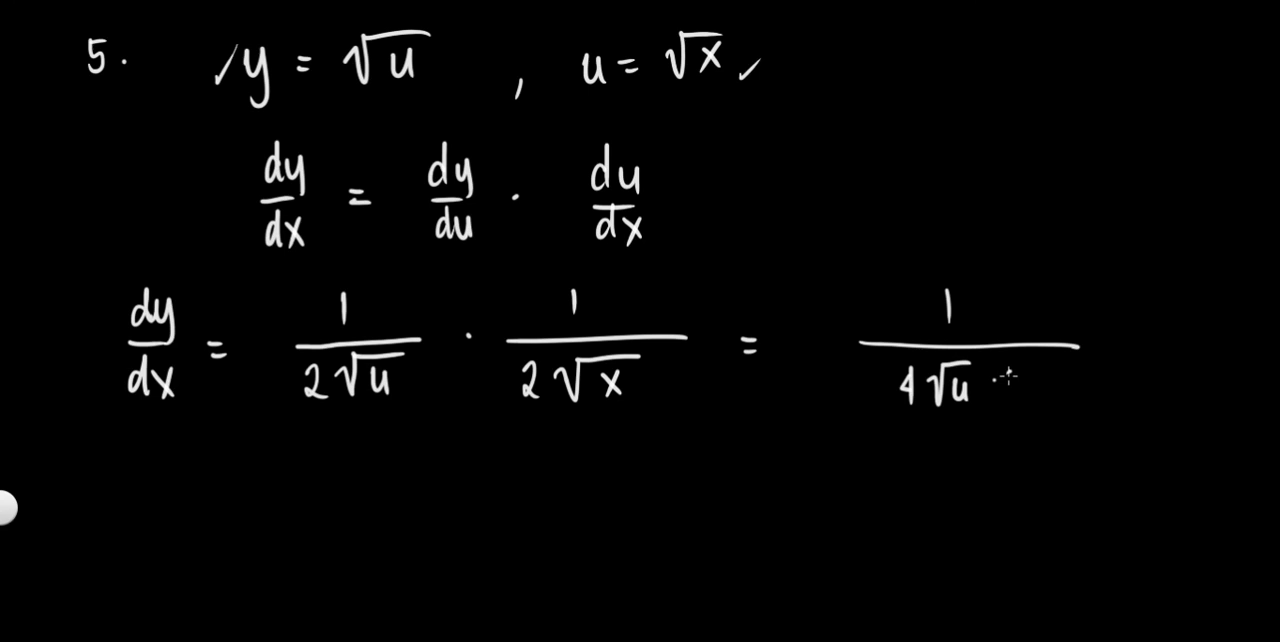 5. ✓ y = √u , u = √x ✓
dy/dx = dy/du · du/dx
dy/dx = 1/(2√u) · 1/(2√x) = 1/(4√u ·